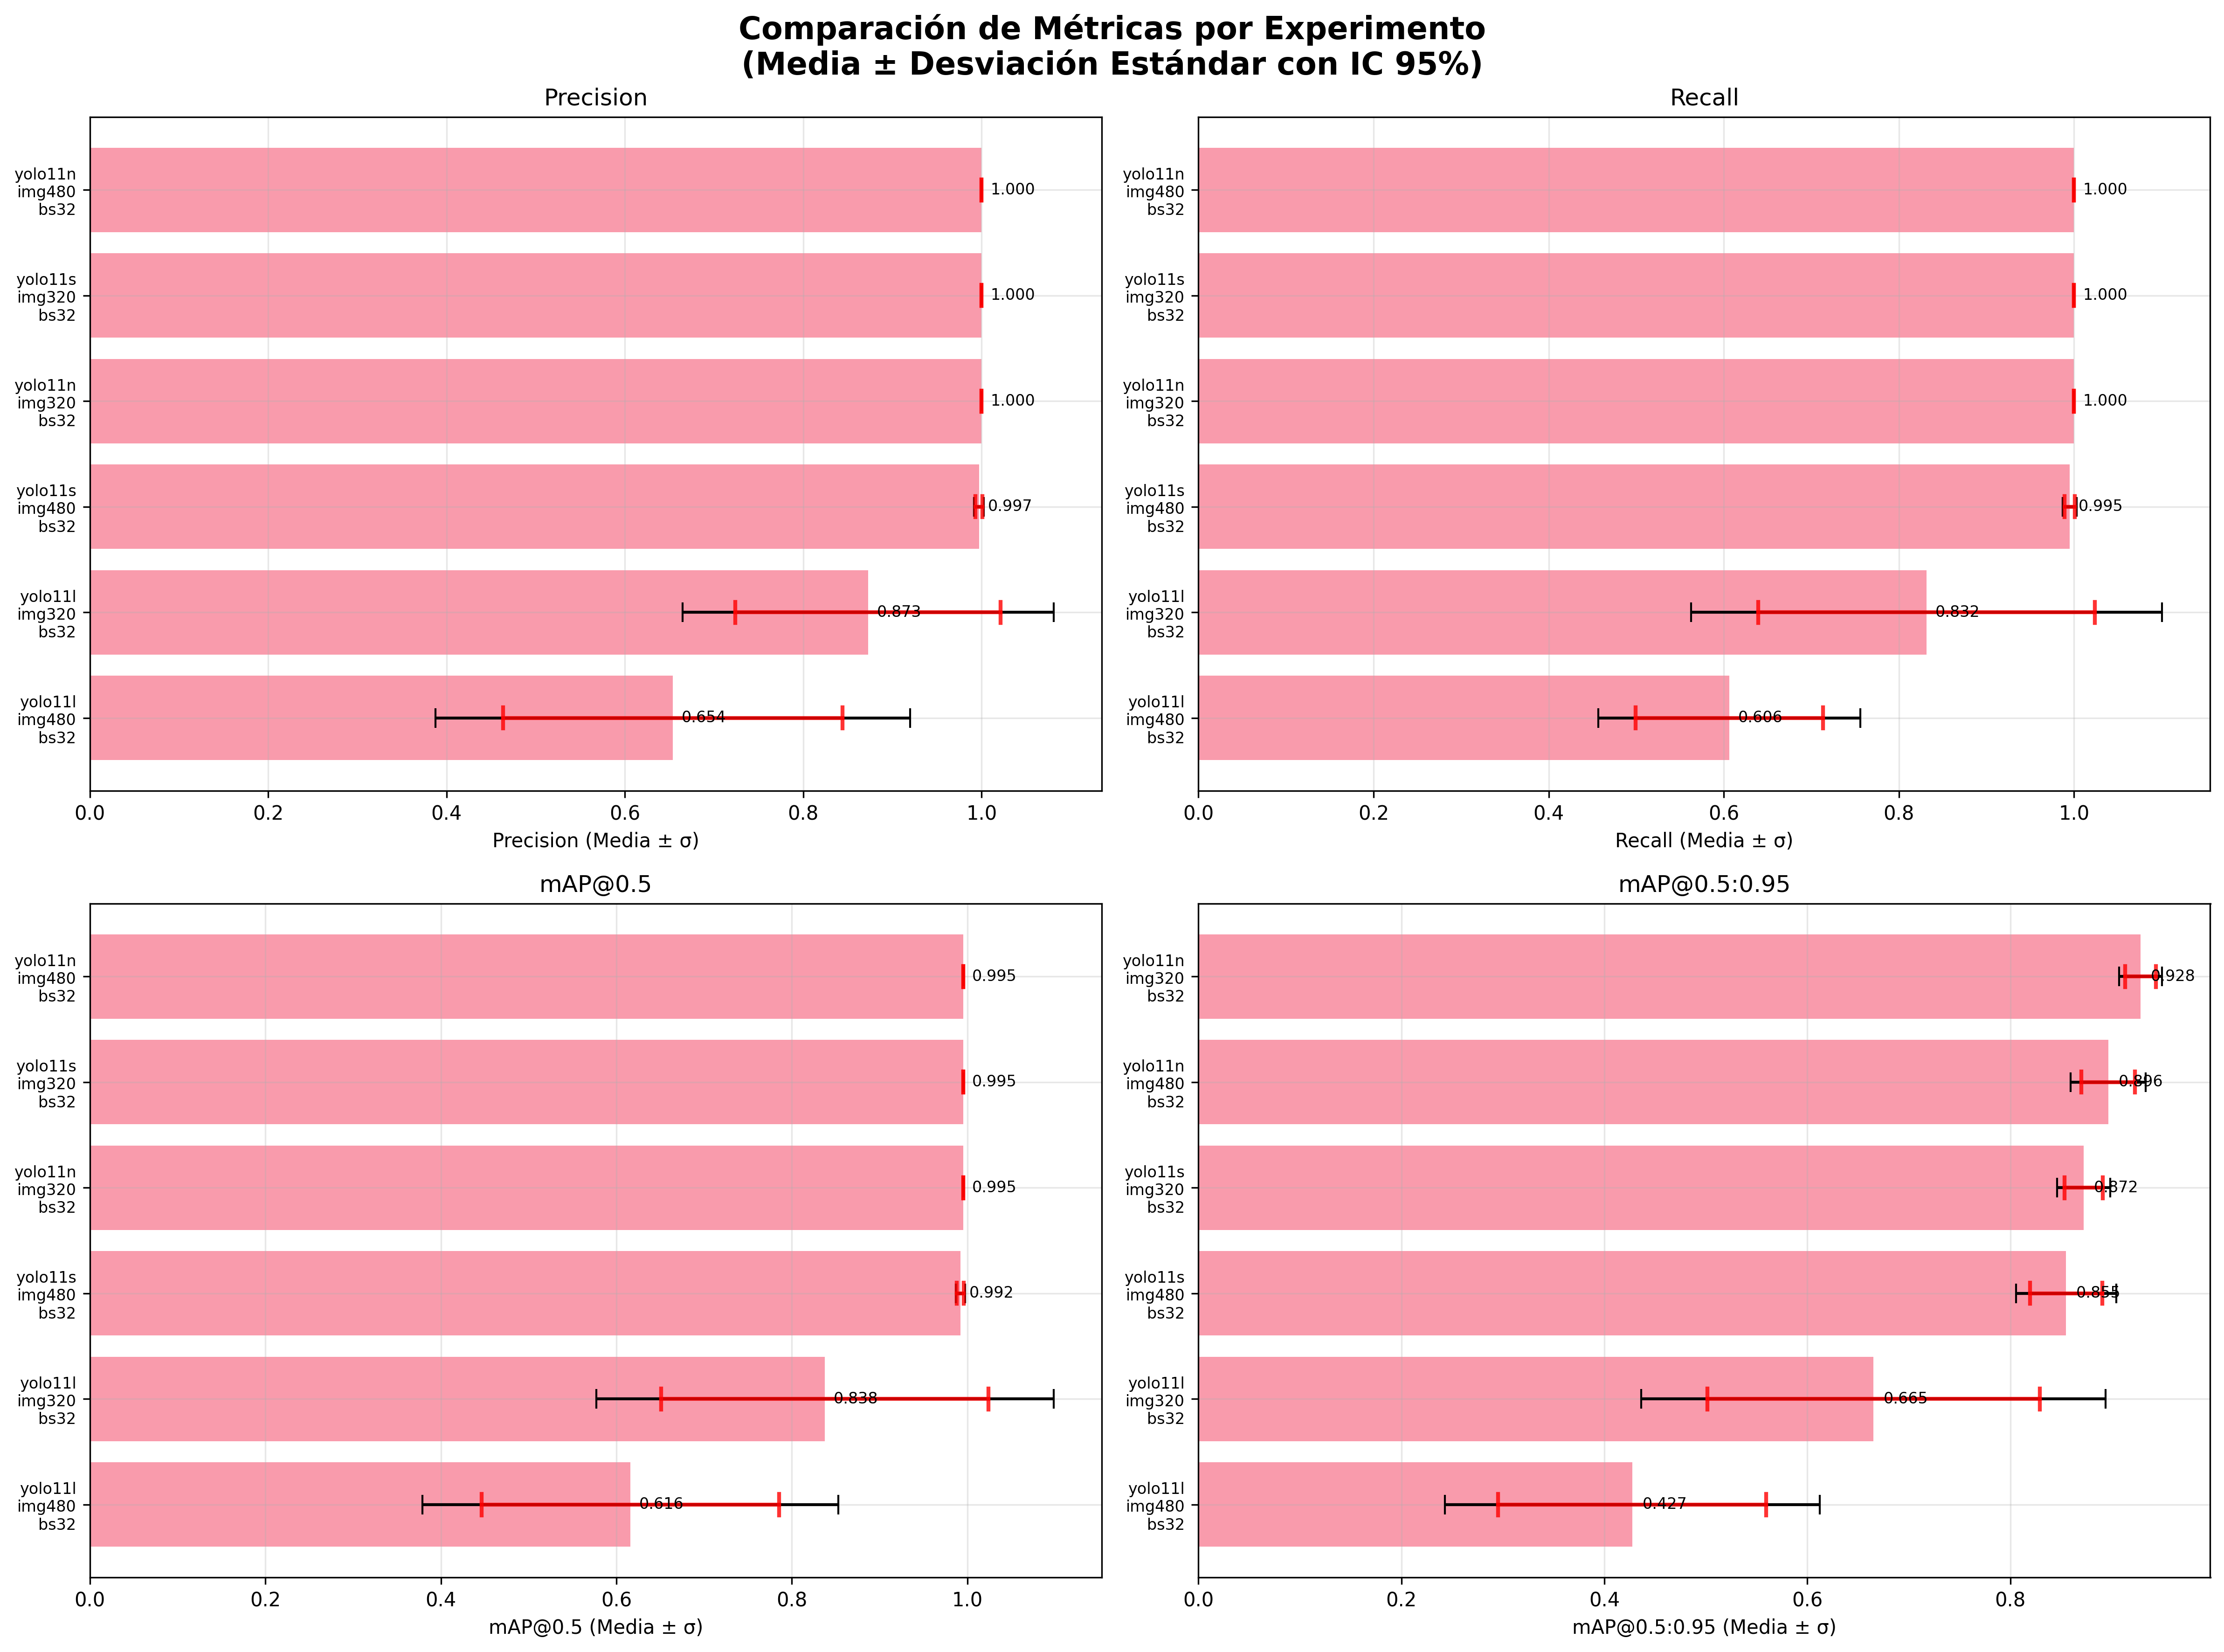 Comparación de Métricas por Experimento
(Media ± Desviación Estándar con IC 95%)
Precision
yolo11n
img480
bs32
1.000
yolo11s
img320
bs32
1.000
yolo11n
img320
bs32
1.000
yolo11s
img480
bs32
0.997
yolo11l
img320
bs32
0.873
yolo11l
img480
bs32
0.654
0.0 0.2 0.4 0.6 0.8 1.0
Precision (Media ± σ)
Recall
yolo11n
img480
bs32
1.000
yolo11s
img320
bs32
1.000
yolo11n
img320
bs32
1.000
yolo11s
img480
bs32
0.995
yolo11l
img320
bs32
0.832
yolo11l
img480
bs32
0.606
0.0 0.2 0.4 0.6 0.8 1.0
Recall (Media ± σ)
mAP@0.5
yolo11n
img480
bs32
0.995
yolo11s
img320
bs32
0.995
yolo11n
img320
bs32
0.995
yolo11s
img480
bs32
0.992
yolo11l
img320
bs32
0.838
yolo11l
img480
bs32
0.616
0.0 0.2 0.4 0.6 0.8 1.0
mAP@0.5 (Media ± σ)
mAP@0.5:0.95
yolo11n
img320
bs32
0.928
yolo11n
img480
bs32
0.896
yolo11s
img320
bs32
0.872
yolo11s
img480
bs32
0.855
yolo11l
img320
bs32
0.665
yolo11l
img480
bs32
0.427
0.0 0.2 0.4 0.6 0.8
mAP@0.5:0.95 (Media ± σ)